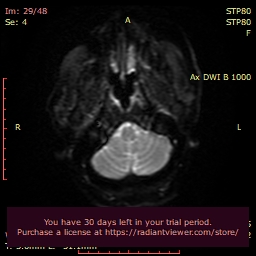 Im: 29/48
Se: 4
A
STP80
STP80
F
Ax DWI B 1000
R
L
You have 30 days left in your trial period.
Purchase a license at https://radiantviewer.com/store/